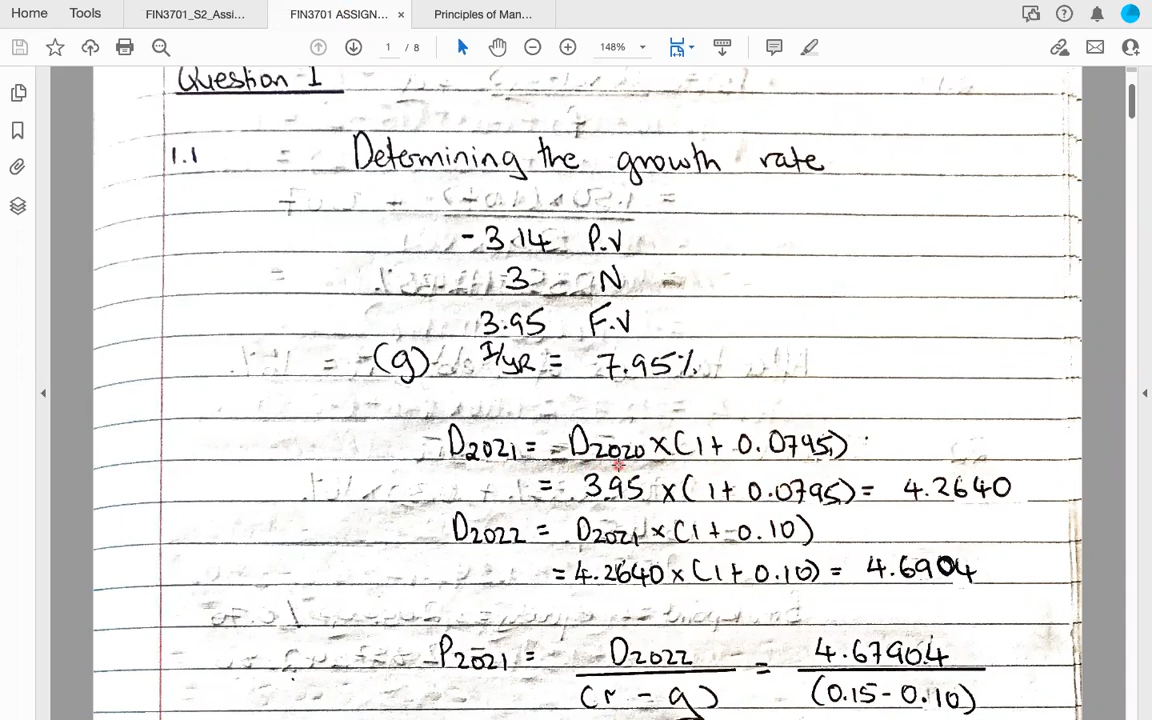 Home Tools FIN3701_S2_Assi... FIN3701 ASSIGN... × Principles of Man...
1 / 8 148%
Question 1
1.1 Determining the growth rate
-3.14 P.V
3 N
3.95 F.V
(g) I/YR = 7.95%
D2021 = D2020 × (1 + 0.0795)
= 3.95 × (1 + 0.0795) = 4.2640
D2022 = D2021 × (1 + 0.10)
= 4.2640 × (1 + 0.10) = 4.6904
P2021 = D2022 = 4.67904
(r - g) (0.15 - 0.10)